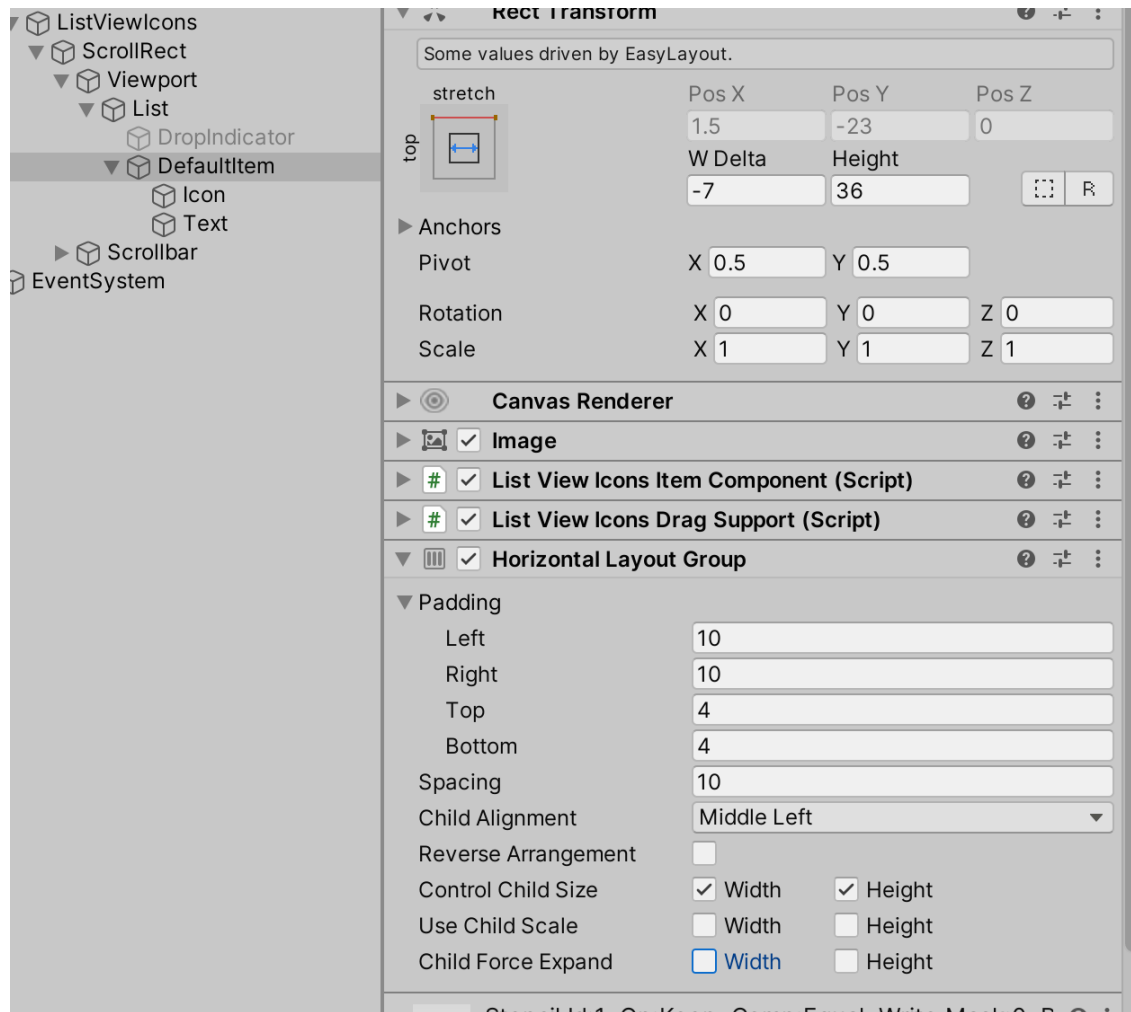 ListViewIcons
ScrollRect
Viewport
List
DropIndicator
DefaultItem
Icon
Text
Scrollbar
EventSystem
Rect Transform
Some values driven by EasyLayout.
stretch
top
Pos X Pos Y Pos Z
1.5 -23 0
W Delta Height
-7 36 R
Anchors
Pivot X 0.5 Y 0.5
Rotation X 0 Y 0 Z 0
Scale X 1 Y 1 Z 1
Canvas Renderer
Image
# List View Icons Item Component (Script)
# List View Icons Drag Support (Script)
Horizontal Layout Group
Padding
Left 10
Right 10
Top 4
Bottom 4
Spacing 10
Child Alignment Middle Left
Reverse Arrangement
Control Child Size Width Height
Use Child Scale Width Height
Child Force Expand Width Height